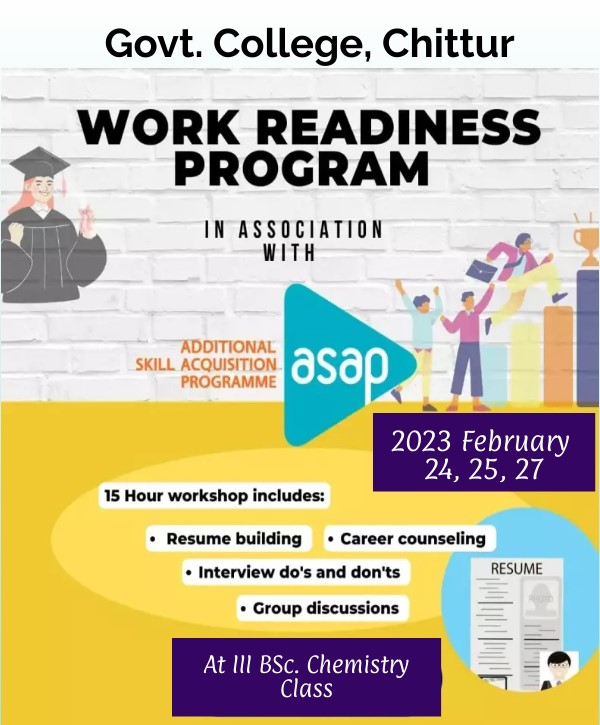 Govt. College, Chittur
WORK READINESS
PROGRAM
IN ASSOCIATION
WITH
ADDITIONAL
SKILL ACQUISITION
PROGRAMME
asap
2023 February
24, 25, 27
15 Hour workshop includes:
• Resume building
• Career counseling
• Interview do's and don'ts
• Group discussions
RESUME
At III BSc. Chemistry
Class